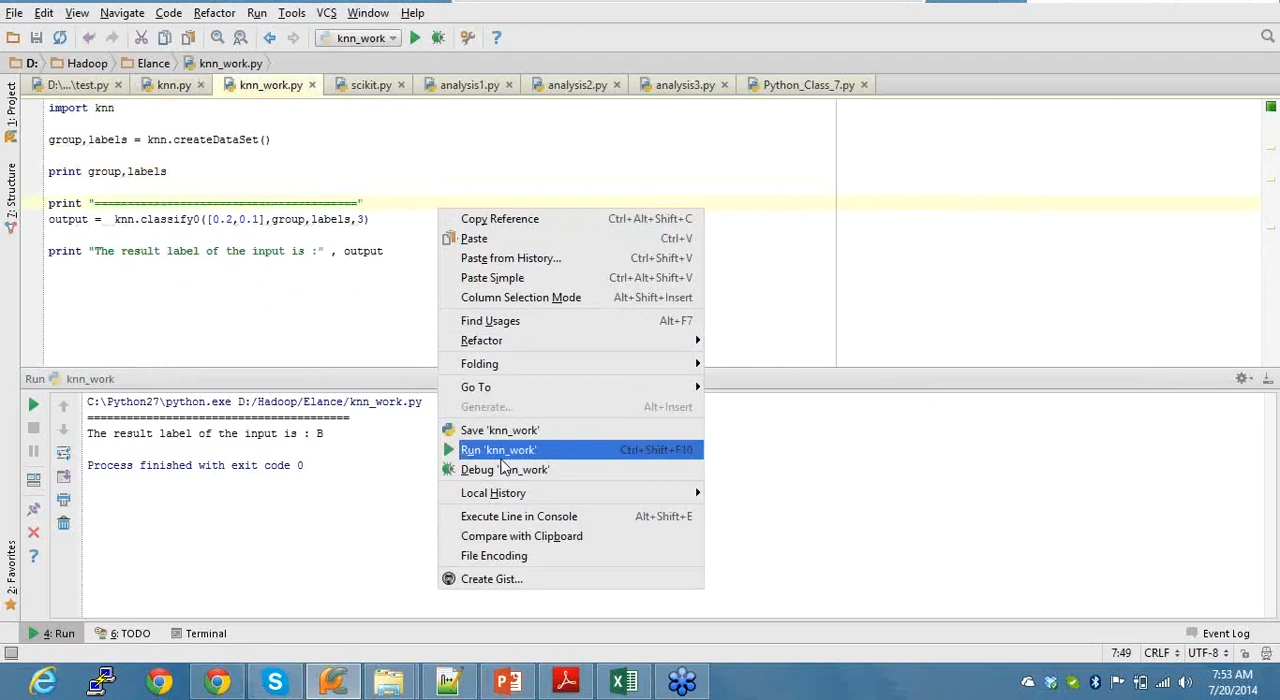 File Edit View Navigate Code Refactor Run Tools VCS Window Help
knn_work
D: Hadoop Elance knn_work.py
D:\...\test.py knn.py knn_work.py scikit.py analysis1.py analysis2.py analysis3.py Python_Class_7.py
1: Project
Z: Structure
2: Favorites
import knn
group,labels = knn.createDataSet()
print group,labels
print "======================================="
output =  knn.classify0([0.2,0.1],group,labels,3)
print "The result label of the input is :" , output
Copy Reference Ctrl+Alt+Shift+C
Paste Ctrl+V
Paste from History... Ctrl+Shift+V
Paste Simple Ctrl+Alt+Shift+V
Column Selection Mode Alt+Shift+Insert
Find Usages Alt+F7
Refactor
Folding
Go To
Generate... Alt+Insert
Save 'knn_work'
Run 'knn_work' Ctrl+Shift+F10
Debug 'knn_work'
Local History
Execute Line in Console Alt+Shift+E
Compare with Clipboard
File Encoding
Create Gist...
Run knn_work
C:\Python27\python.exe D:/Hadoop/Elance/knn_work.py
=======================================
The result label of the input is : B
Process finished with exit code 0
4: Run 6: TODO Terminal Event Log
7:49 CRLF UTF-8
7:53 AM
7/20/2014